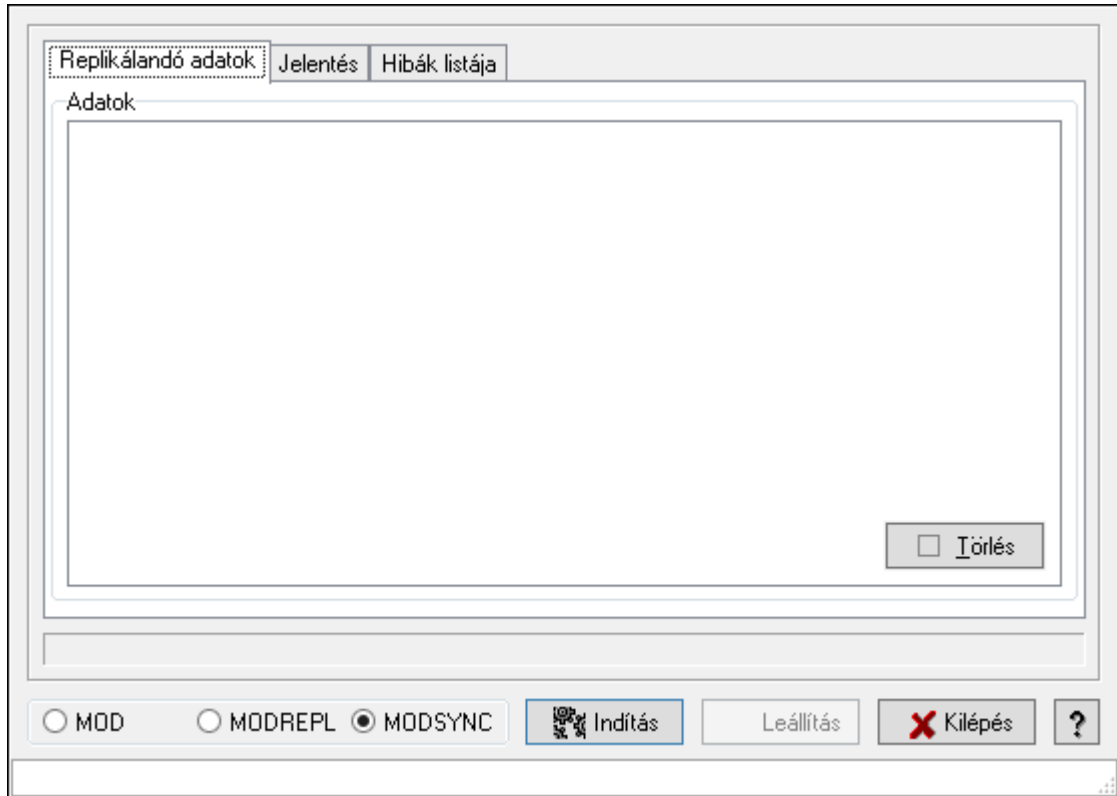 Replikálandó adatok Jelentés Hibák listája
Adatok
Törlés
MOD MODREPL MODSYNC Indítás Leállítás Kilépés ?